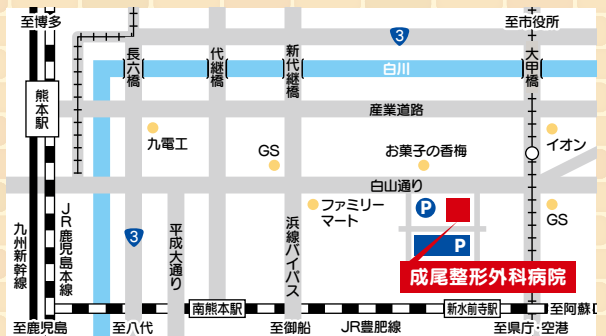 至博多
至市役所
3
長六橋
代継橋
新代継橋
大甲橋
白川
熊本駅
産業道路
九電工
GS
お菓子の香梅
イオン
白山通り
ファミリー
マート
P
GS
3
P
九州新幹線
JR鹿児島本線
平成大通り
浜線バイパス
成尾整形外科病院
南熊本駅
新水前寺駅
至阿蘇
至鹿児島
至八代
至御船
JR豊肥線
至県庁・空港